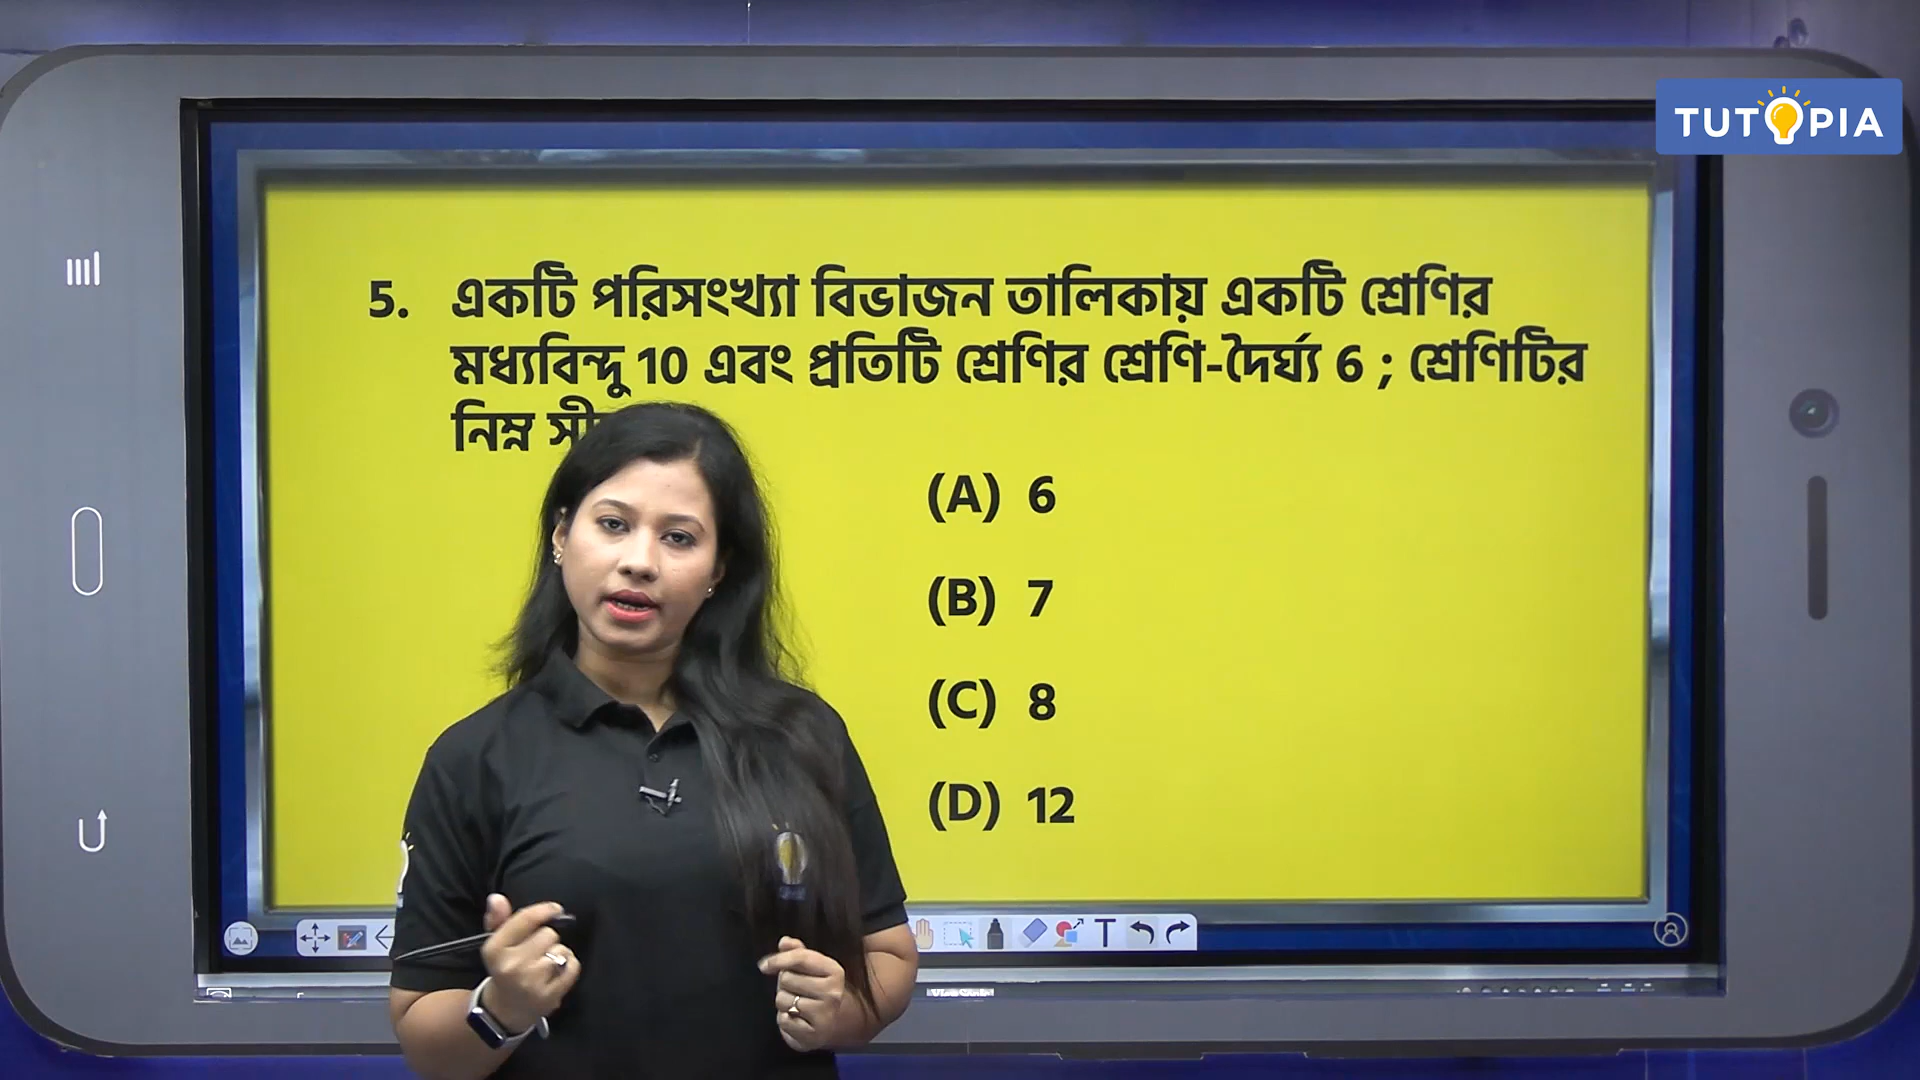 TUTOPIA
5. একটি পরিসংখ্যা বিভাজন তালিকায় একটি শ্রেণির
মধ্যবিন্দু 10 এবং প্রতিটি শ্রেণির শ্রেণি-দৈর্ঘ্য 6 ; শ্রেণিটির
নিম্ন
(A) 6
(B) 7
(C) 8
(D) 12
T